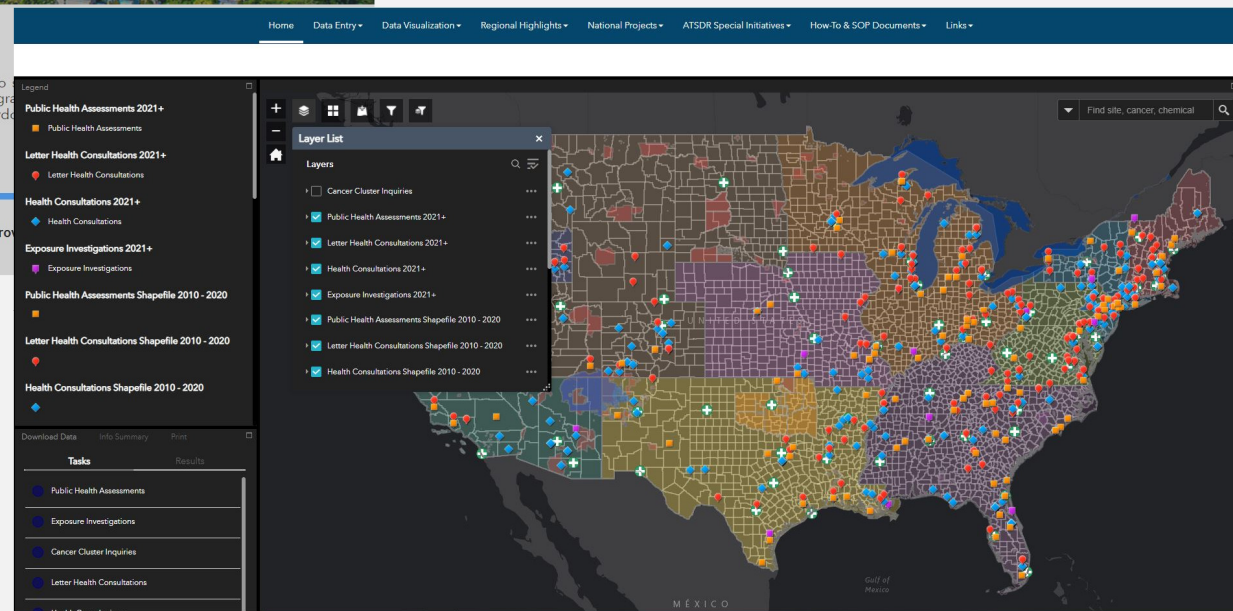 Home Data Entry Data Visualization Regional Highlights National Projects ATSDR Special Initiatives How-To & SOP Documents Links
Legend
Public Health Assessments 2021+
Public Health Assessments
Letter Health Consultations 2021+
Letter Health Consultations
Health Consultations 2021+
Health Consultations
Exposure Investigations 2021+
Exposure Investigations
Public Health Assessments Shapefile 2010 - 2020
Letter Health Consultations Shapefile 2010 - 2020
Health Consultations Shapefile 2010 - 2020
Download Data Info Summary Print
Tasks Results
Public Health Assessments
Exposure Investigations
Cancer Cluster Inquiries
Letter Health Consultations
Layer List
Layers
Cancer Cluster Inquiries
Public Health Assessments 2021+
Letter Health Consultations 2021+
Health Consultations 2021+
Exposure Investigations 2021+
Public Health Assessments Shapefile 2010 - 2020
Letter Health Consultations Shapefile 2010 - 2020
Health Consultations Shapefile 2010 - 2020
Find site, cancer, chemical
Gulf of
Mexico
MÉXICO